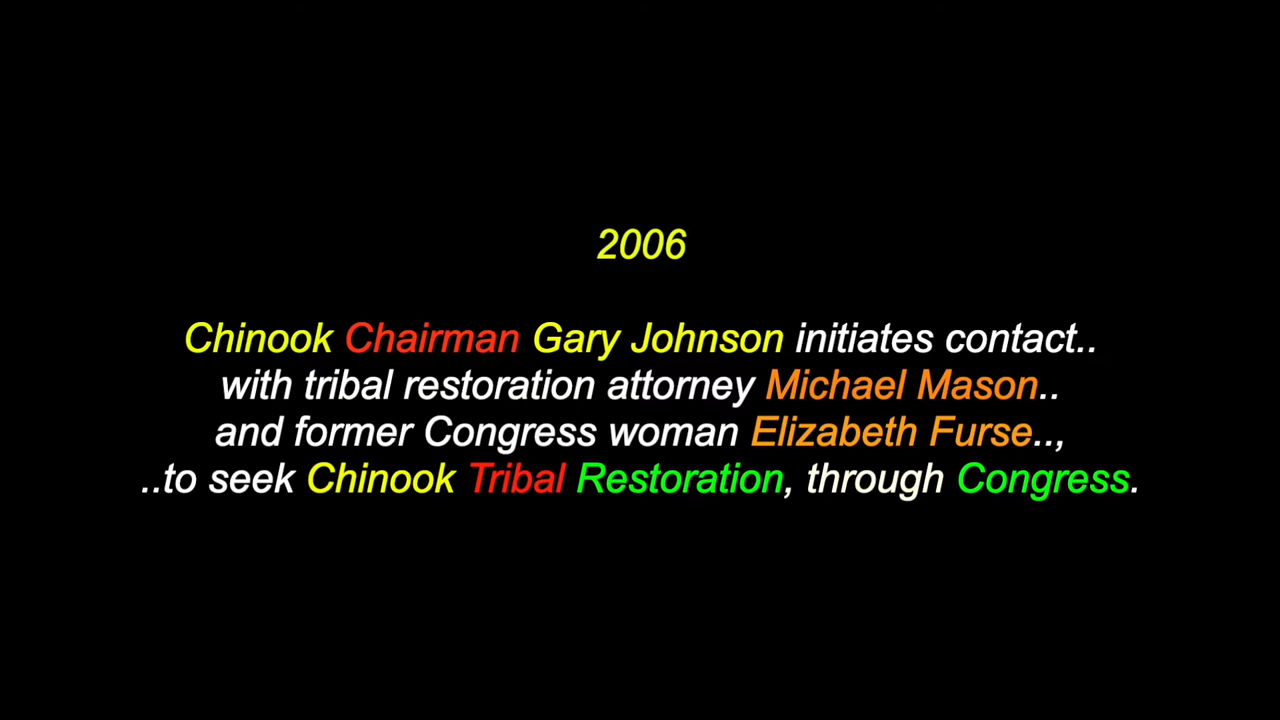 2006
Chinook Chairman Gary Johnson initiates contact..
with tribal restoration attorney Michael Mason..
and former Congress woman Elizabeth Furse..,
..to seek Chinook Tribal Restoration, through Congress.